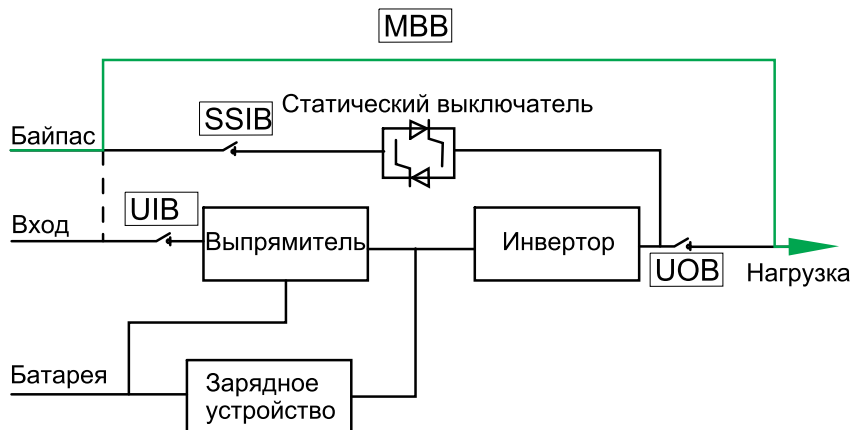 MBB
Статический выключатель
SSIB
Байпас
UIB
Вход
Выпрямитель
Инвертор
UOB
Нагрузка
Батарея
Зарядное
устройство